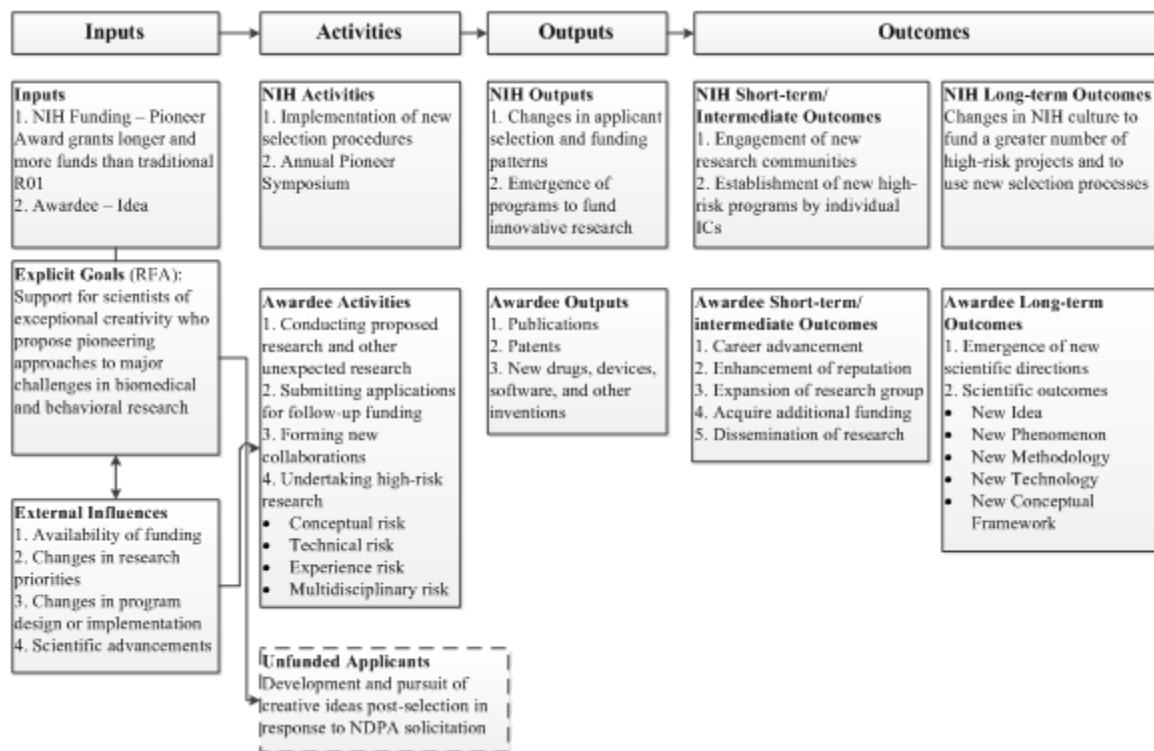 Inputs
Activities
Outputs
Outcomes
Inputs
1. NIH Funding – Pioneer
Award grants longer and
more funds than traditional
R01
2. Awardee – Idea
NIH Activities
1. Implementation of new
selection procedures
2. Annual Pioneer
Symposium
NIH Outputs
1. Changes in applicant
selection and funding
patterns
2. Emergence of
programs to fund
innovative research
NIH Short-term/
Intermediate Outcomes
1. Engagement of new
research communities
2. Establishment of new high-
risk programs by individual
ICs
NIH Long-term Outcomes
Changes in NIH culture to
fund a greater number of
high-risk projects and to
use new selection processes
Explicit Goals (RFA):
Support for scientists of
exceptional creativity who
propose pioneering
approaches to major
challenges in biomedical
and behavioral research
Awardee Activities
1. Conducting proposed
research and other
unexpected research
2. Submitting applications
for follow-up funding
3. Forming new
collaborations
4. Undertaking high-risk
research
• Conceptual risk
• Technical risk
• Experience risk
• Multidisciplinary risk
Awardee Outputs
1. Publications
2. Patents
3. New drugs, devices,
software, and other
inventions
Awardee Short-term/
intermediate Outcomes
1. Career advancement
2. Enhancement of reputation
3. Expansion of research group
4. Acquire additional funding
5. Dissemination of research
Awardee Long-term
Outcomes
1. Emergence of new
scientific directions
2. Scientific outcomes
• New Idea
• New Phenomenon
• New Methodology
• New Technology
• New Conceptual
Framework
External Influences
1. Availability of funding
2. Changes in research
priorities
3. Changes in program
design or implementation
4. Scientific advancements
Unfunded Applicants
Development and pursuit of
creative ideas post-selection in
response to NDPA solicitation